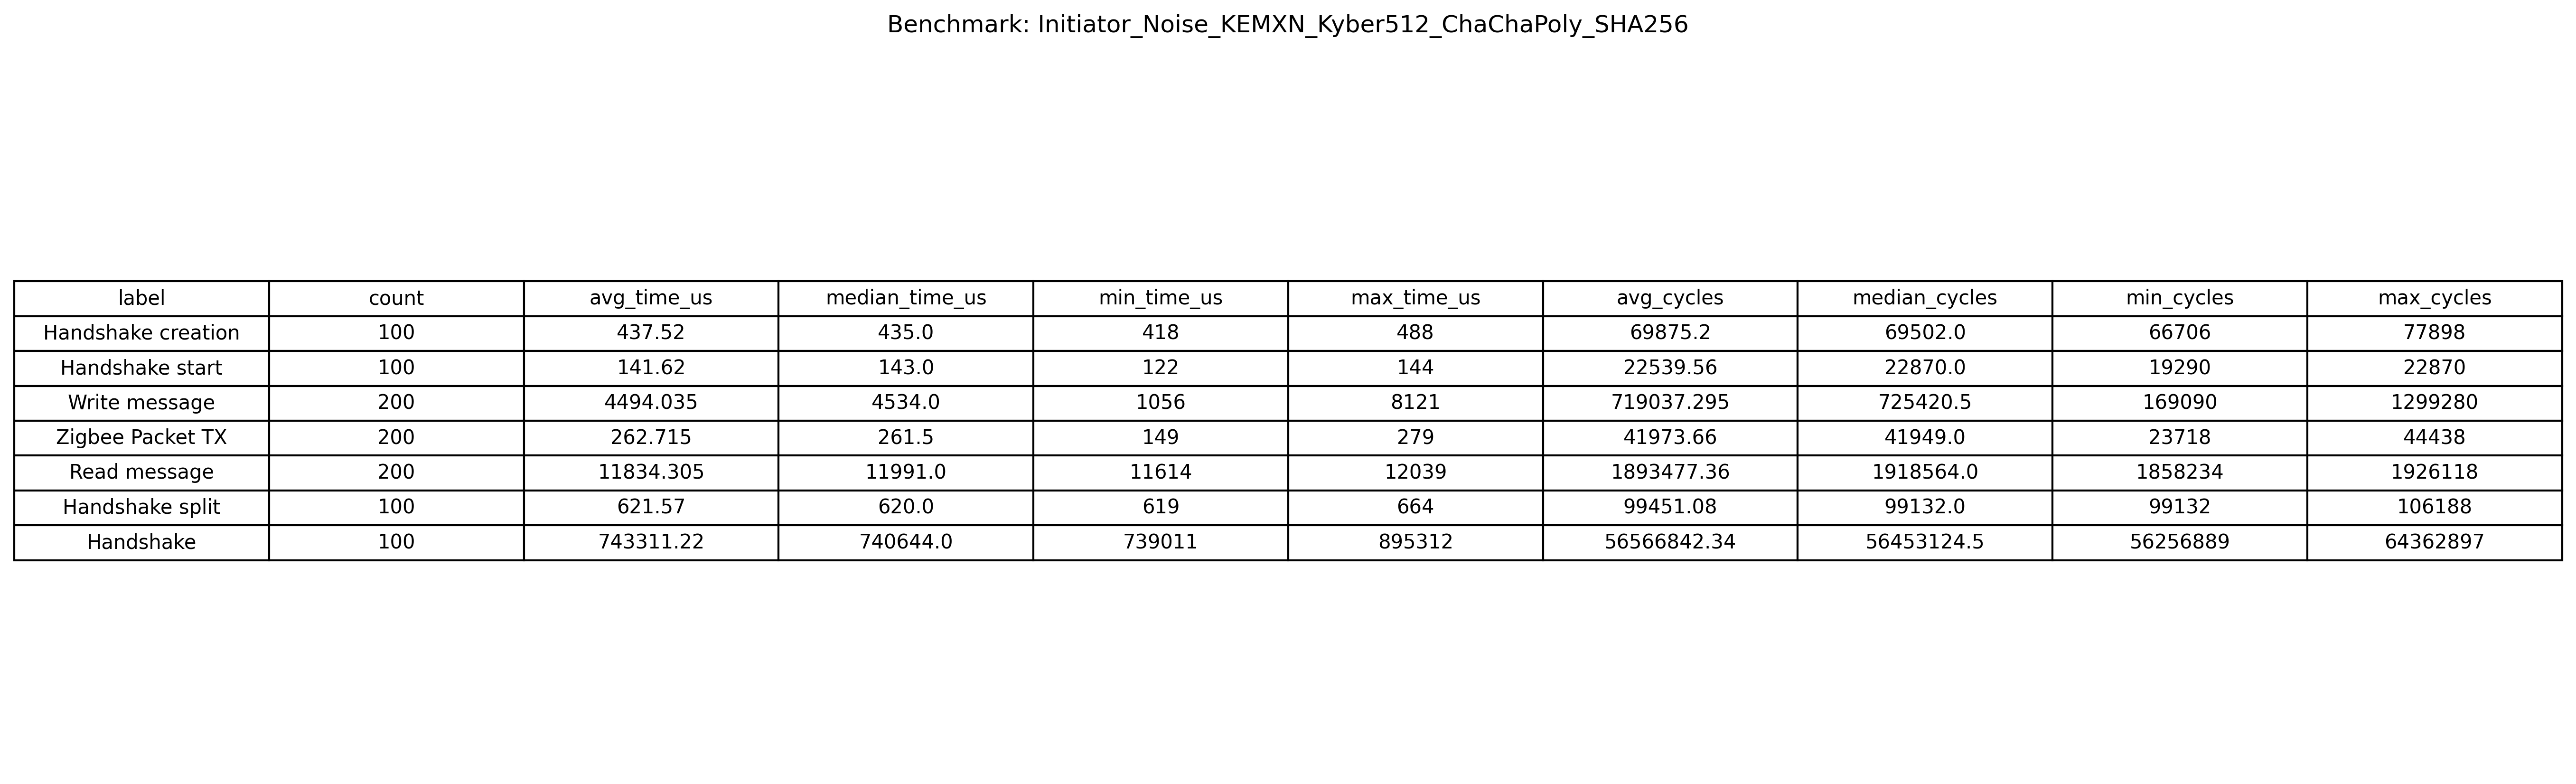 Benchmark: Initiator_Noise_KEMXN_Kyber512_ChaChaPoly_SHA256
label count avg_time_us median_time_us min_time_us max_time_us avg_cycles median_cycles min_cycles max_cycles
Handshake creation 100 437.52 435.0 418 488 69875.2 69502.0 66706 77898
Handshake start 100 141.62 143.0 122 144 22539.56 22870.0 19290 22870
Write message 200 4494.035 4534.0 1056 8121 719037.295 725420.5 169090 1299280
Zigbee Packet TX 200 262.715 261.5 149 279 41973.66 41949.0 23718 44438
Read message 200 11834.305 11991.0 11614 12039 1893477.36 1918564.0 1858234 1926118
Handshake split 100 621.57 620.0 619 664 99451.08 99132.0 99132 106188
Handshake 100 743311.22 740644.0 739011 895312 56566842.34 56453124.5 56256889 64362897